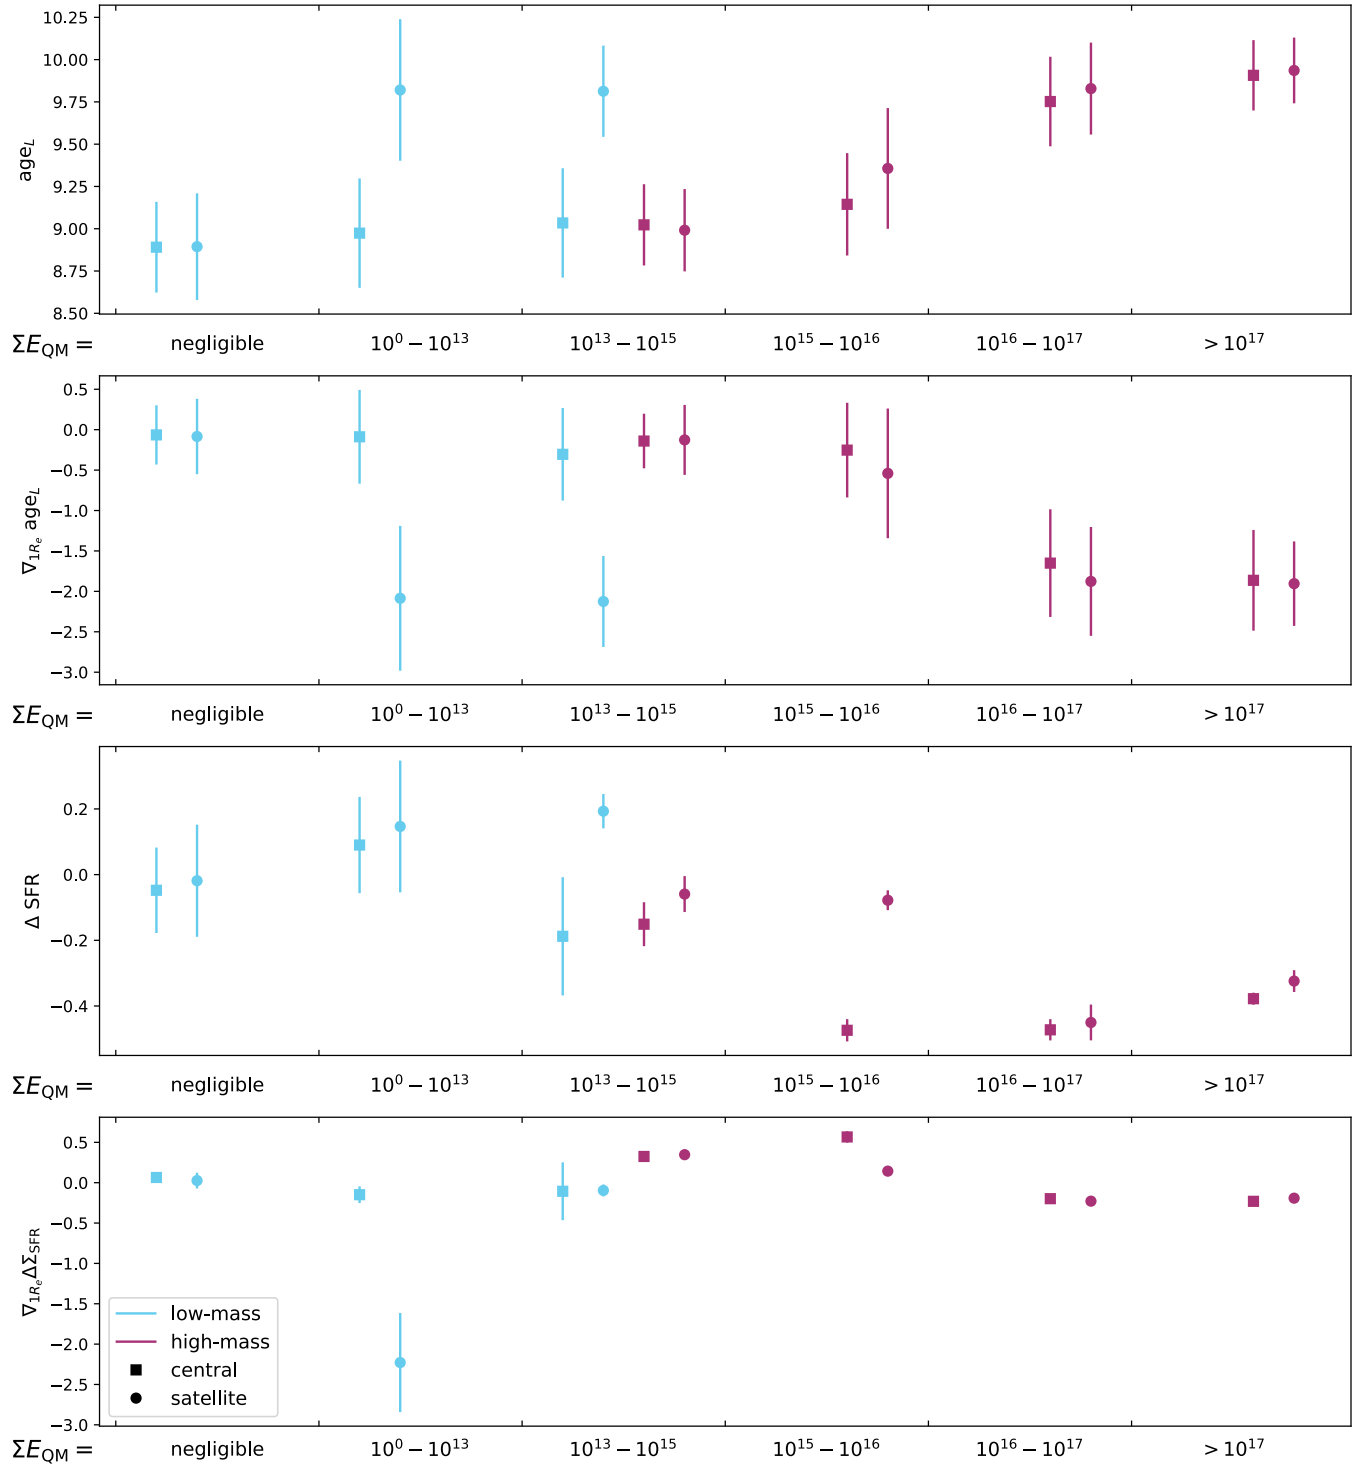 10.25
10.00
9.75
9.50
9.25
9.00
8.75
8.50
age_L
ΣE_QM = negligible 10^0 − 10^13 10^13 − 10^15 10^15 − 10^16 10^16 − 10^17 > 10^17
0.5
0.0
−0.5
−1.0
−1.5
−2.0
−2.5
−3.0
∇_{1R_e} age_L
ΣE_QM = negligible 10^0 − 10^13 10^13 − 10^15 10^15 − 10^16 10^16 − 10^17 > 10^17
0.2
0.0
−0.2
−0.4
Δ SFR
ΣE_QM = negligible 10^0 − 10^13 10^13 − 10^15 10^15 − 10^16 10^16 − 10^17 > 10^17
0.5
0.0
−0.5
−1.0
−1.5
−2.0
−2.5
−3.0
∇_{1R_e}ΔΣ_SFR
low-mass
high-mass
central
satellite
ΣE_QM = negligible 10^0 − 10^13 10^13 − 10^15 10^15 − 10^16 10^16 − 10^17 > 10^17